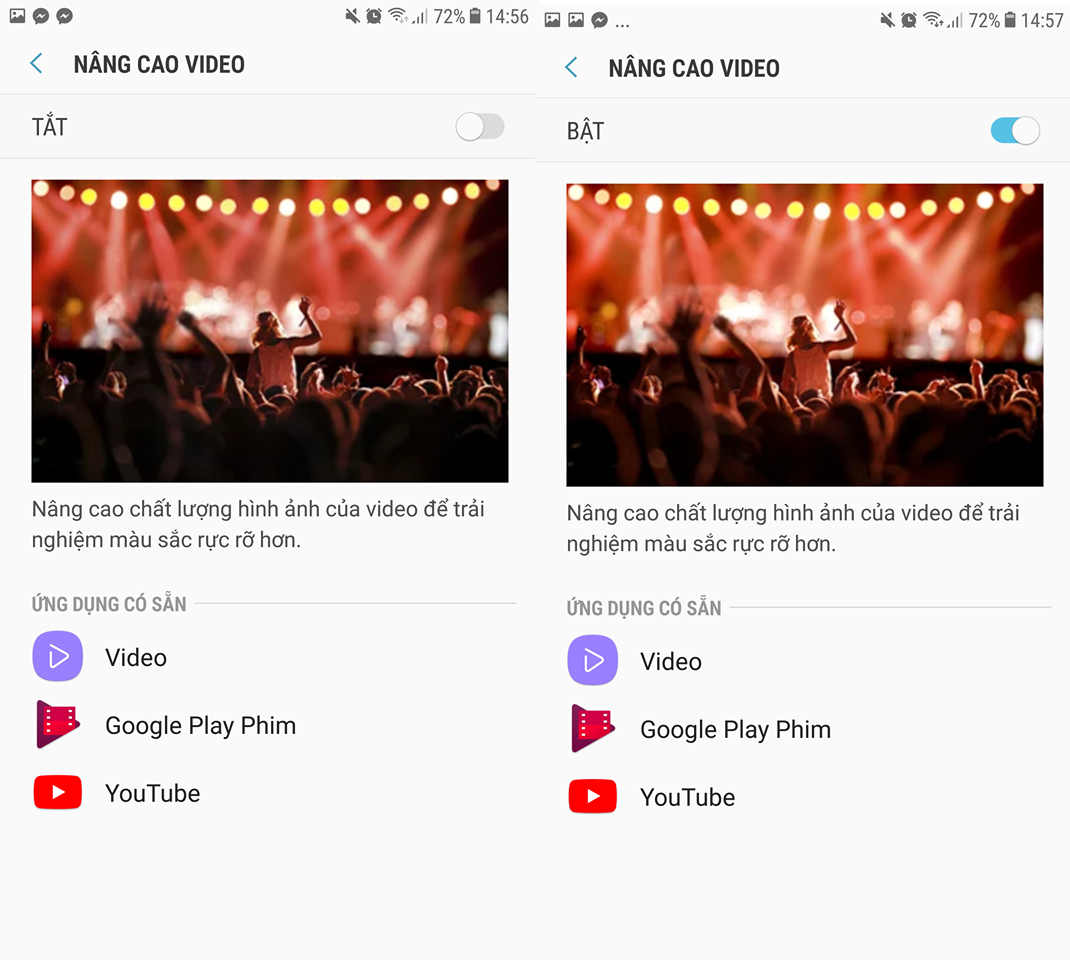 72% 14:56
NÂNG CAO VIDEO
TẮT
Nâng cao chất lượng hình ảnh của video để trải
nghiệm màu sắc rực rỡ hơn.
ỨNG DỤNG CÓ SẴN
Video
Google Play Phim
YouTube
... 72% 14:57
NÂNG CAO VIDEO
BẬT
Nâng cao chất lượng hình ảnh của video để trải
nghiệm màu sắc rực rỡ hơn.
ỨNG DỤNG CÓ SẴN
Video
Google Play Phim
YouTube